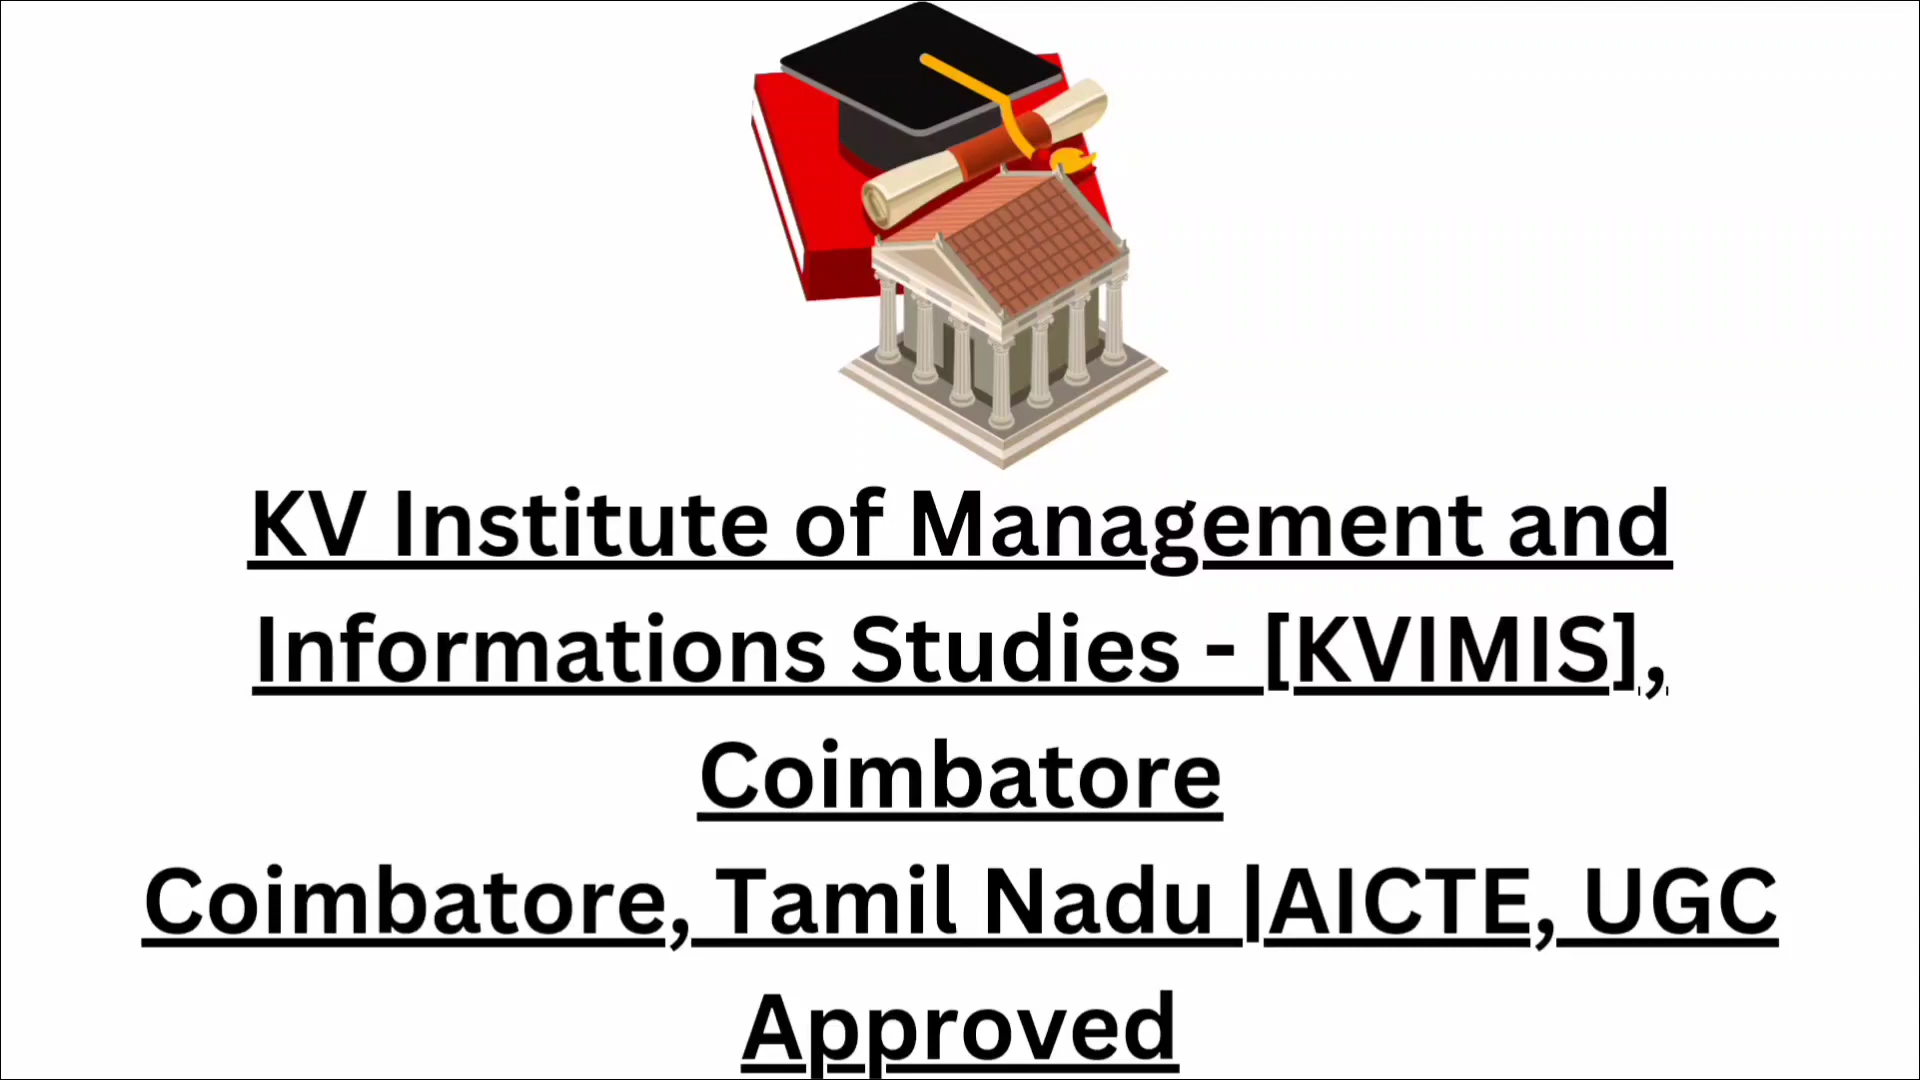 KV Institute of Management and
Informations Studies - [KVIMIS],
Coimbatore
Coimbatore, Tamil Nadu |AICTE, UGC
Approved